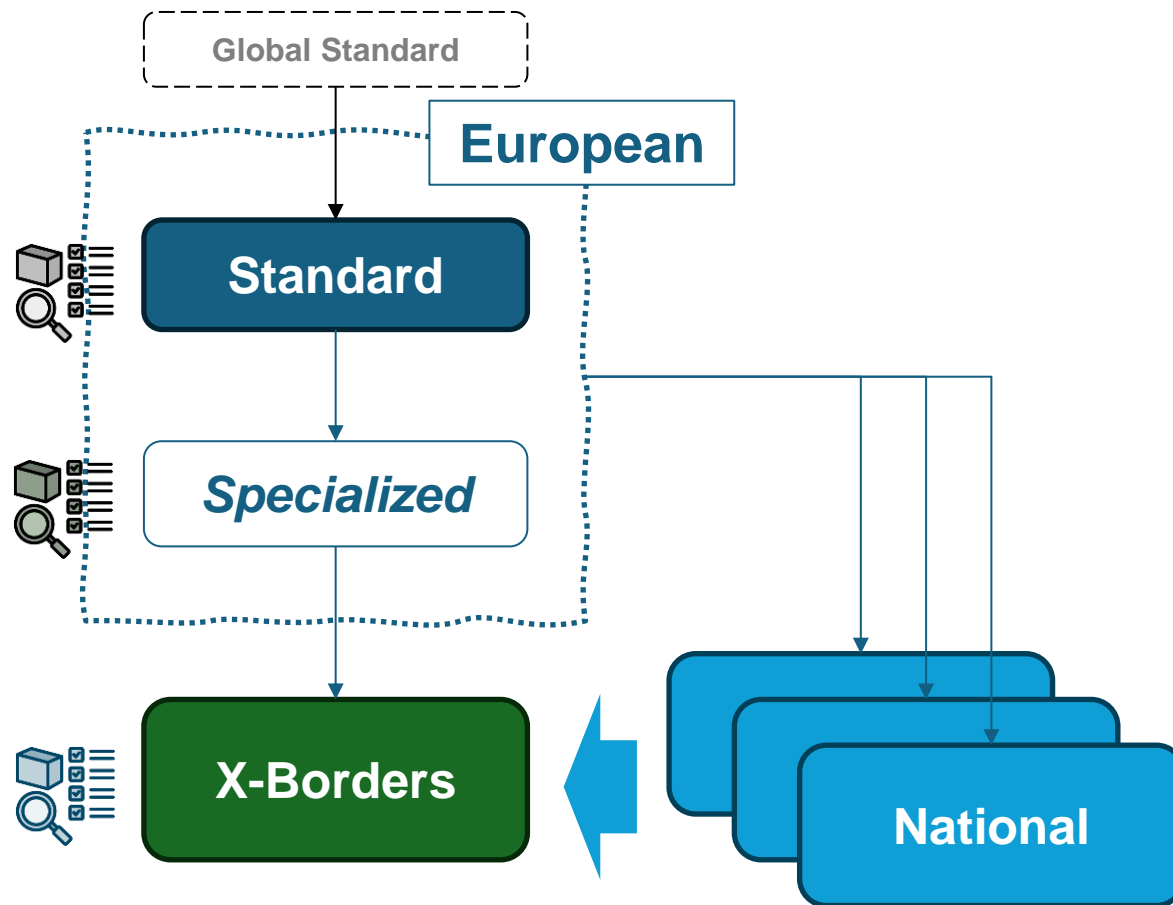 Global Standard
European
Standard
Specialized
X-Borders
National